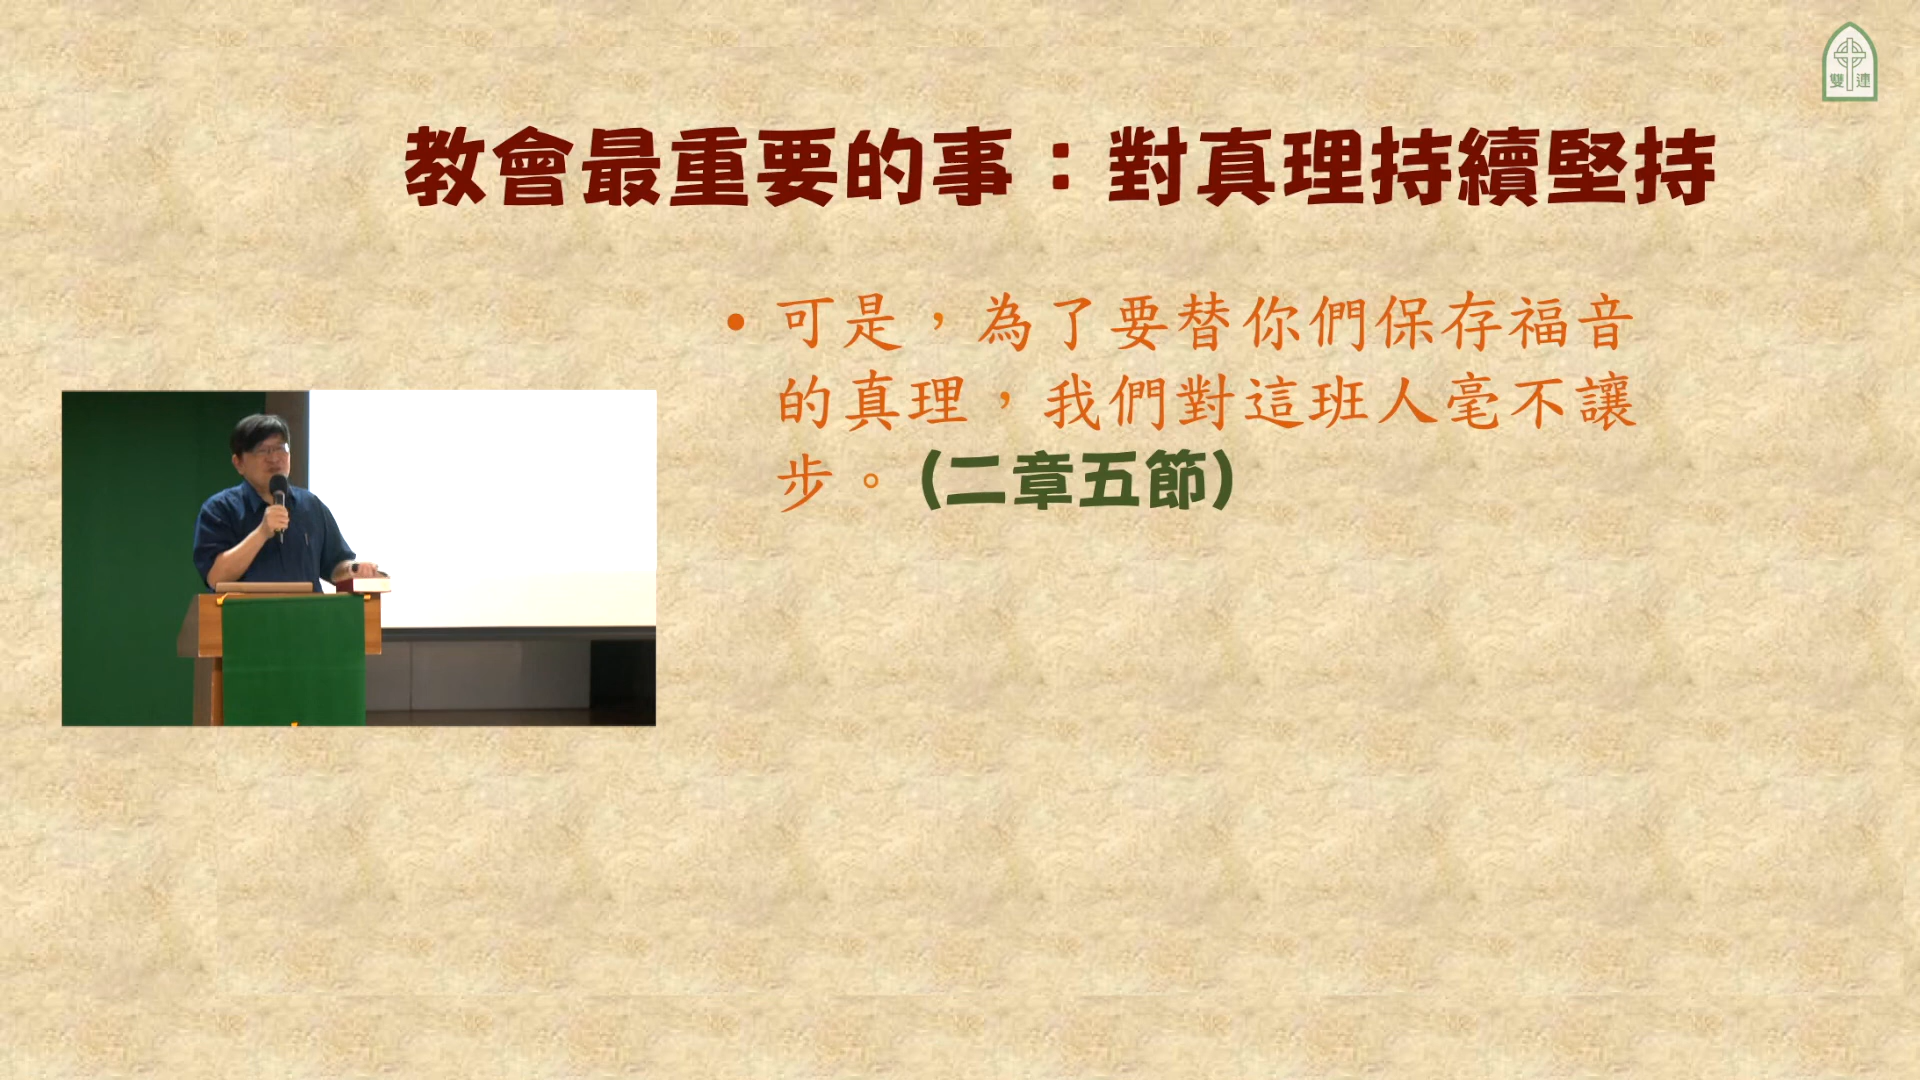 雙連
教會最重要的事：對真理持續堅持
• 可是，為了要替你們保存福音
的真理，我們對這班人毫不讓
步。(二章五節)